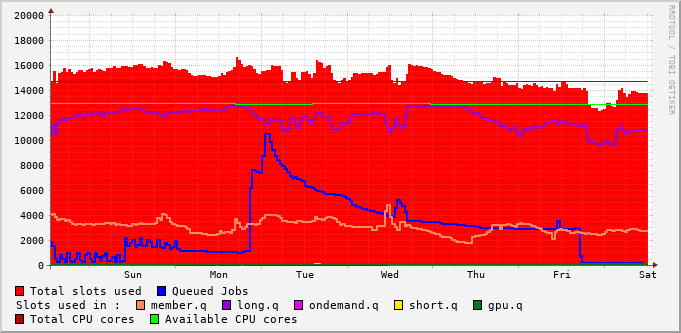 20000
18000
16000
14000
12000
10000
8000
6000
4000
2000
0
Sun Mon Tue Wed Thu Fri Sat
RRDTOOL / TOBI OETIKER
Total slots used Queued Jobs
Slots used in : member.q long.q ondemand.q short.q gpu.q
Total CPU cores Available CPU cores